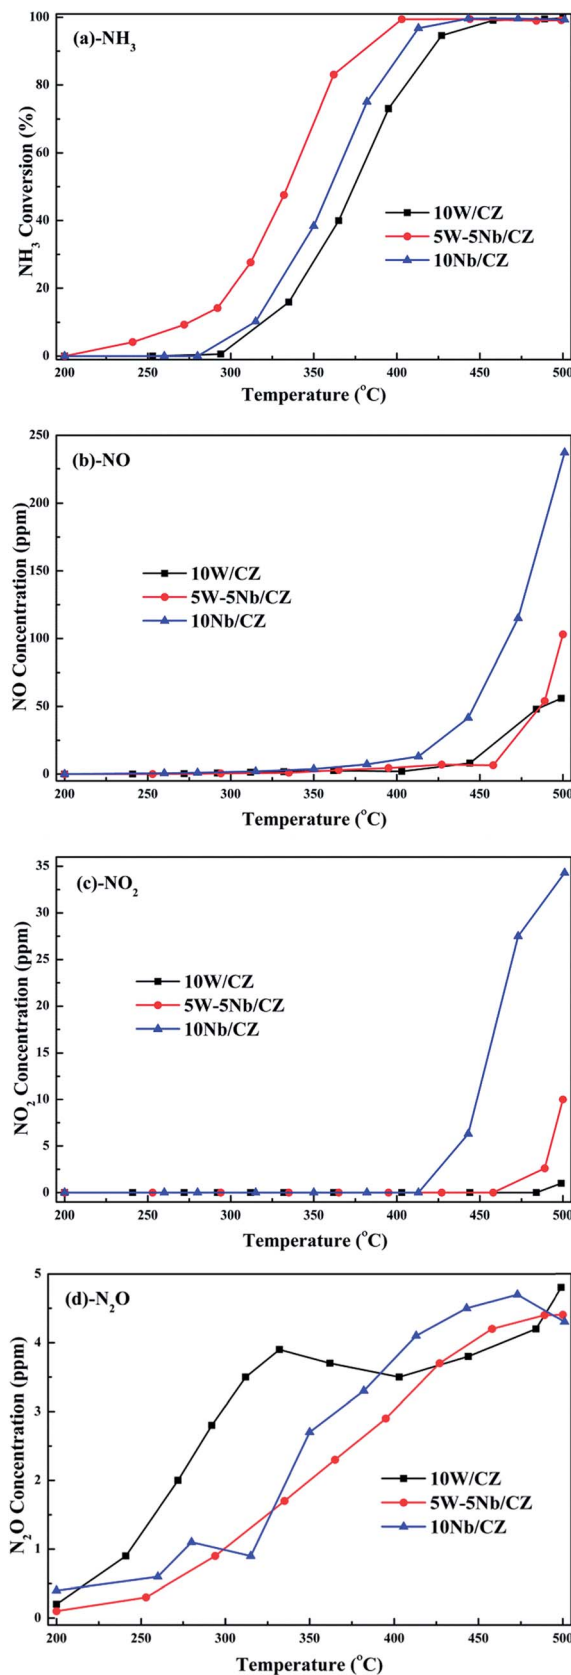 (a)-NH₃
NH₃ Conversion (%)
100
80
60
40
20
0
10W/CZ
5W-5Nb/CZ
10Nb/CZ
200 250 300 350 400 450 500
Temperature (°C)
(b)-NO
NO Concentration (ppm)
250
200
150
100
50
0
10W/CZ
5W-5Nb/CZ
10Nb/CZ
200 250 300 350 400 450 500
Temperature (°C)
(c)-NO₂
NO₂ Concentration (ppm)
35
30
25
20
15
10
5
0
10W/CZ
5W-5Nb/CZ
10Nb/CZ
200 250 300 350 400 450 500
Temperature (°C)
(d)-N₂O
N₂O Concentration (ppm)
5
4
3
2
1
0
10W/CZ
5W-5Nb/CZ
10Nb/CZ
200 250 300 350 400 450 500
Temperature (°C)